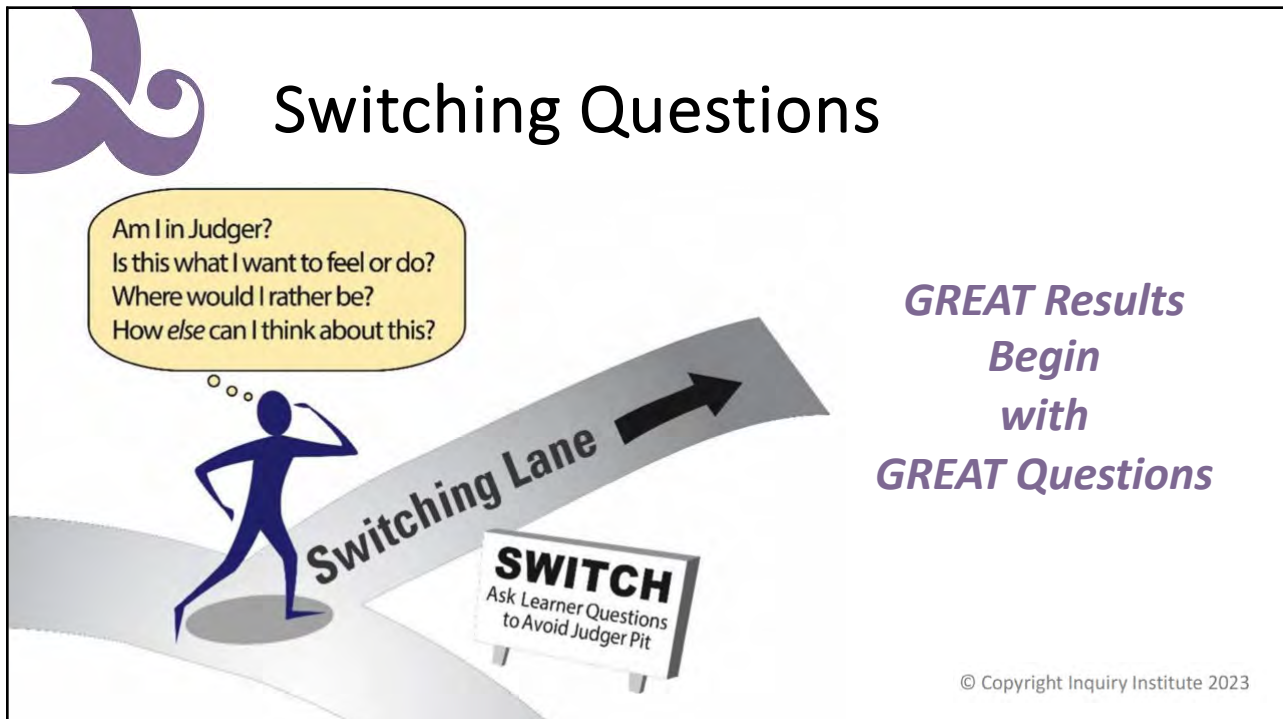 Switching Questions
Am I in Judger?
Is this what I want to feel or do?
Where would I rather be?
How else can I think about this?
Switching Lane
SWITCH
Ask Learner Questions
to Avoid Judger Pit
GREAT Results
Begin
with
GREAT Questions
© Copyright Inquiry Institute 2023